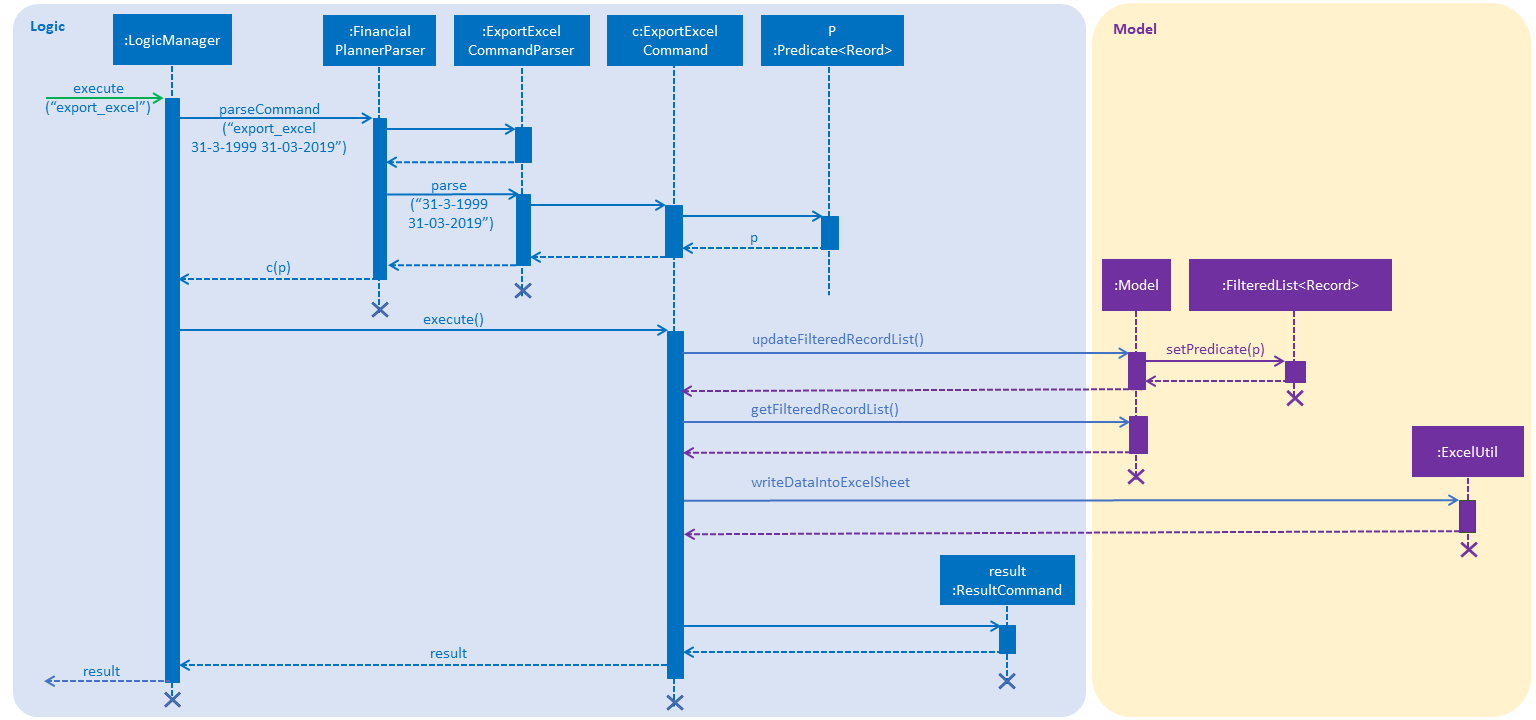 Logic
Model
:LogicManager
:Financial
PlannerParser
:ExportExcel
CommandParser
c:ExportExcel
Command
P
:Predicate<Reord>
execute
(“export_excel”)
parseCommand
(“export_excel
31-3-1999 31-03-2019”)
parse
(“31-3-1999
31-03-2019”)
p
c(p)
:Model
:FilteredList<Record>
execute()
updateFilteredRecordList()
setPredicate(p)
getFilteredRecordList()
:ExcelUtil
writeDataIntoExcelSheet
result
:ResultCommand
result
result